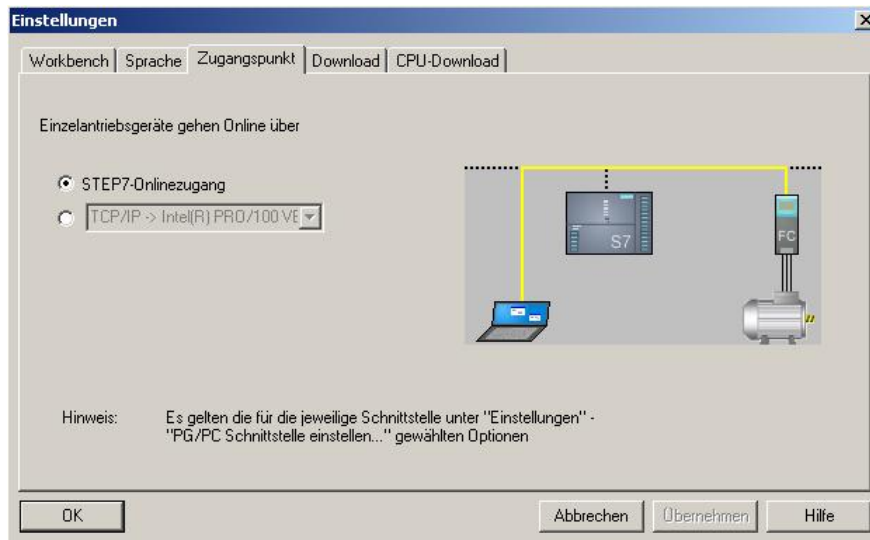 Einstellungen
Workbench Sprache Zugangspunkt Download CPU-Download
Einzelantriebsgeräte gehen Online über
STEP7-Onlinezugang
TCP/IP -> Intel(R) PRO/100 VE
S7
FC
Hinweis: Es gelten die für die jeweilige Schnittstelle unter "Einstellungen" -
"PG/PC Schnittstelle einstellen..." gewählten Optionen
OK Abbrechen Übernehmen Hilfe